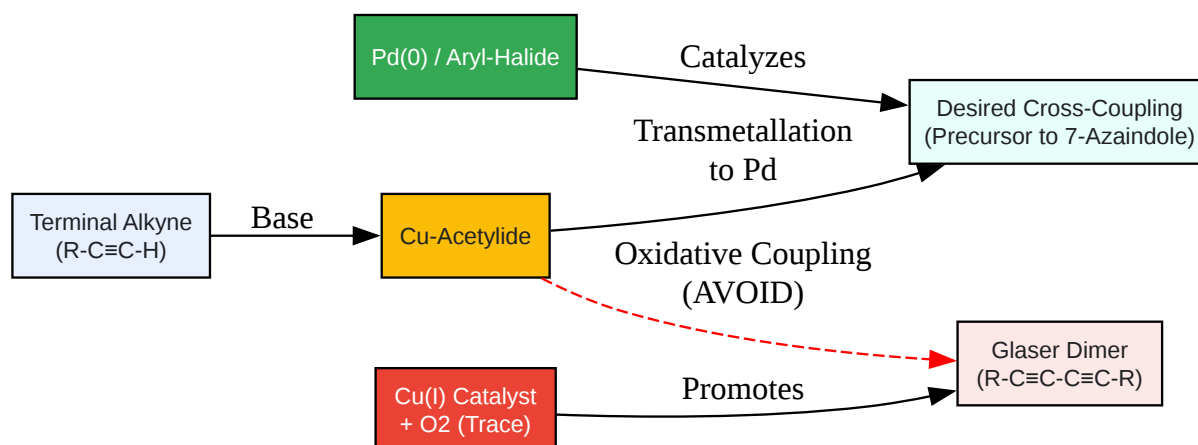 Pd(0) / Aryl-Halide
Catalyzes
Desired Cross-Coupling
(Precursor to 7-Azaindole)
Transmetallation
to Pd
Terminal Alkyne
(R-C≡C-H)
Base
Cu-Acetylide
Oxidative Coupling
(AVOID)
Glaser Dimer
(R-C≡C-C≡C-R)
Cu(I) Catalyst
+ O2 (Trace)
Promotes